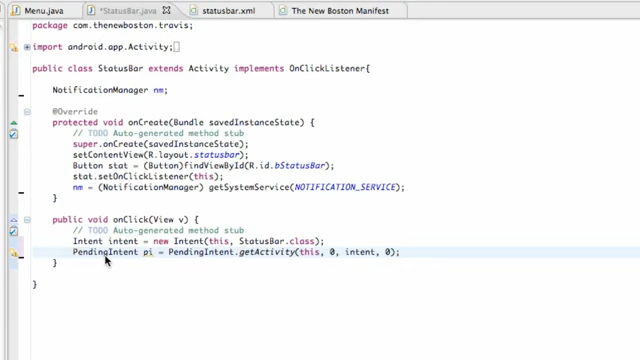 Menu.java
*StatusBar.java
statusbar.xml
The New Boston Manifest
package com.thenewboston.travis;
import android.app.Activity;
public class StatusBar extends Activity implements OnClickListener{
NotificationManager nm;
@Override
protected void onCreate(Bundle savedInstanceState) {
// TODO Auto-generated method stub
super.onCreate(savedInstanceState);
setContentView(R.layout.statusbar);
Button stat = (Button)findViewById(R.id.bStatusBar);
stat.setOnClickListener(this);
nm = (NotificationManager) getSystemService(NOTIFICATION_SERVICE);
}
public void onClick(View v) {
// TODO Auto-generated method stub
Intent intent = new Intent(this, StatusBar.class);
PendingIntent pi = PendingIntent.getActivity(this, 0, intent, 0);
}
}